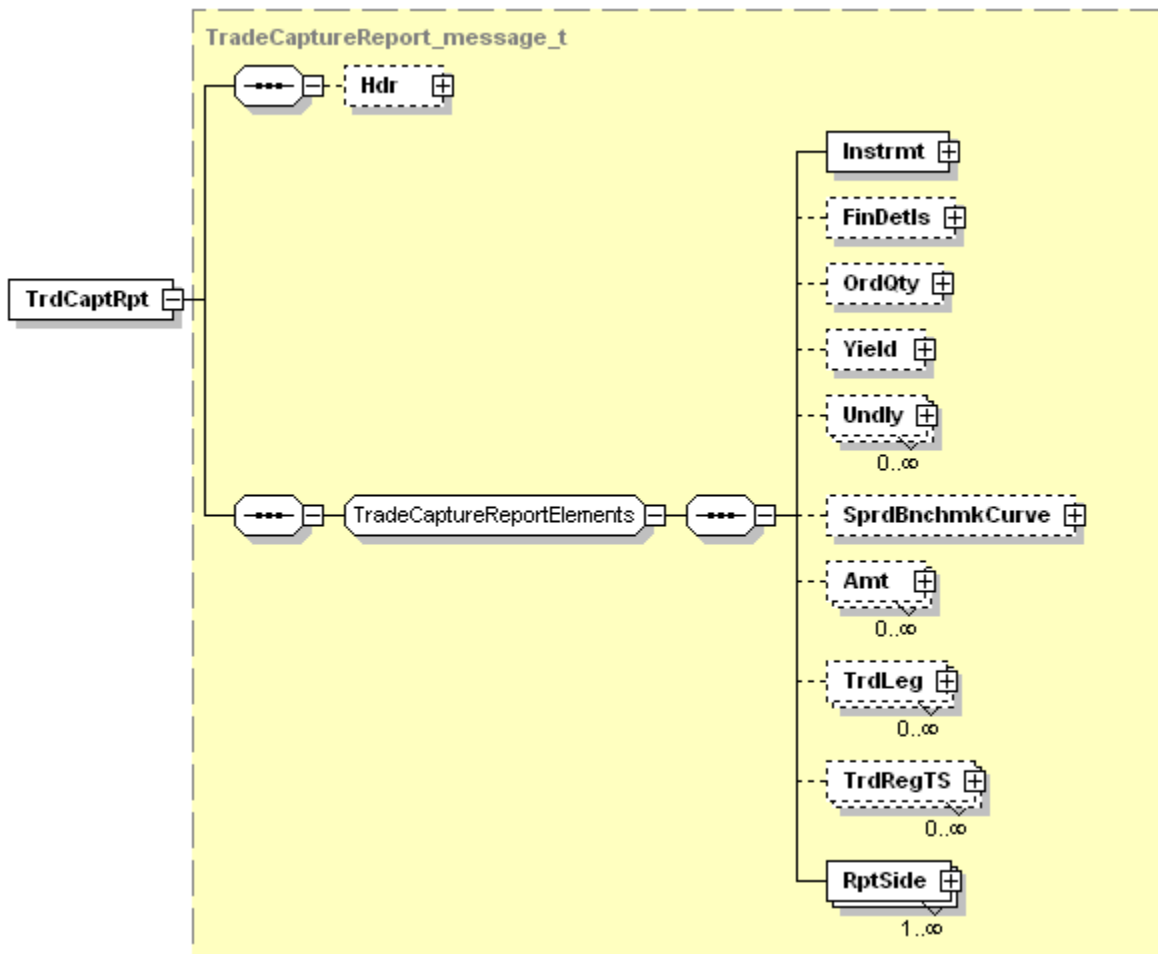 TradeCaptureReport_message_t
Hdr
Instrmt
FinDetls
OrdQty
TrdCaptRpt
Yield
Undly
0..∞
TradeCaptureReportElements
SprdBnchmkCurve
Amt
0..∞
TrdLeg
0..∞
TrdRegTS
0..∞
RptSide
1..∞